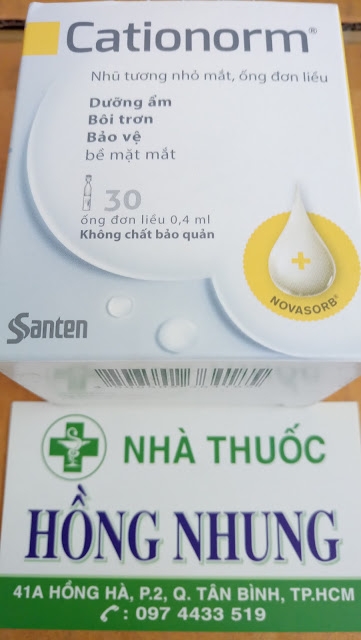 Cationorm®
Nhũ tương nhỏ mắt, ống đơn liều
Dưỡng ẩm
Bôi trơn
Bảo vệ
bề mặt mắt
30
ống đơn liều 0,4 ml
Không chất bảo quản
NOVASORB®
Santen
NHÀ THUỐC
HỒNG NHUNG
41A HỒNG HÀ, P.2, Q. TÂN BÌNH, TP.HCM
: 097 4433 519